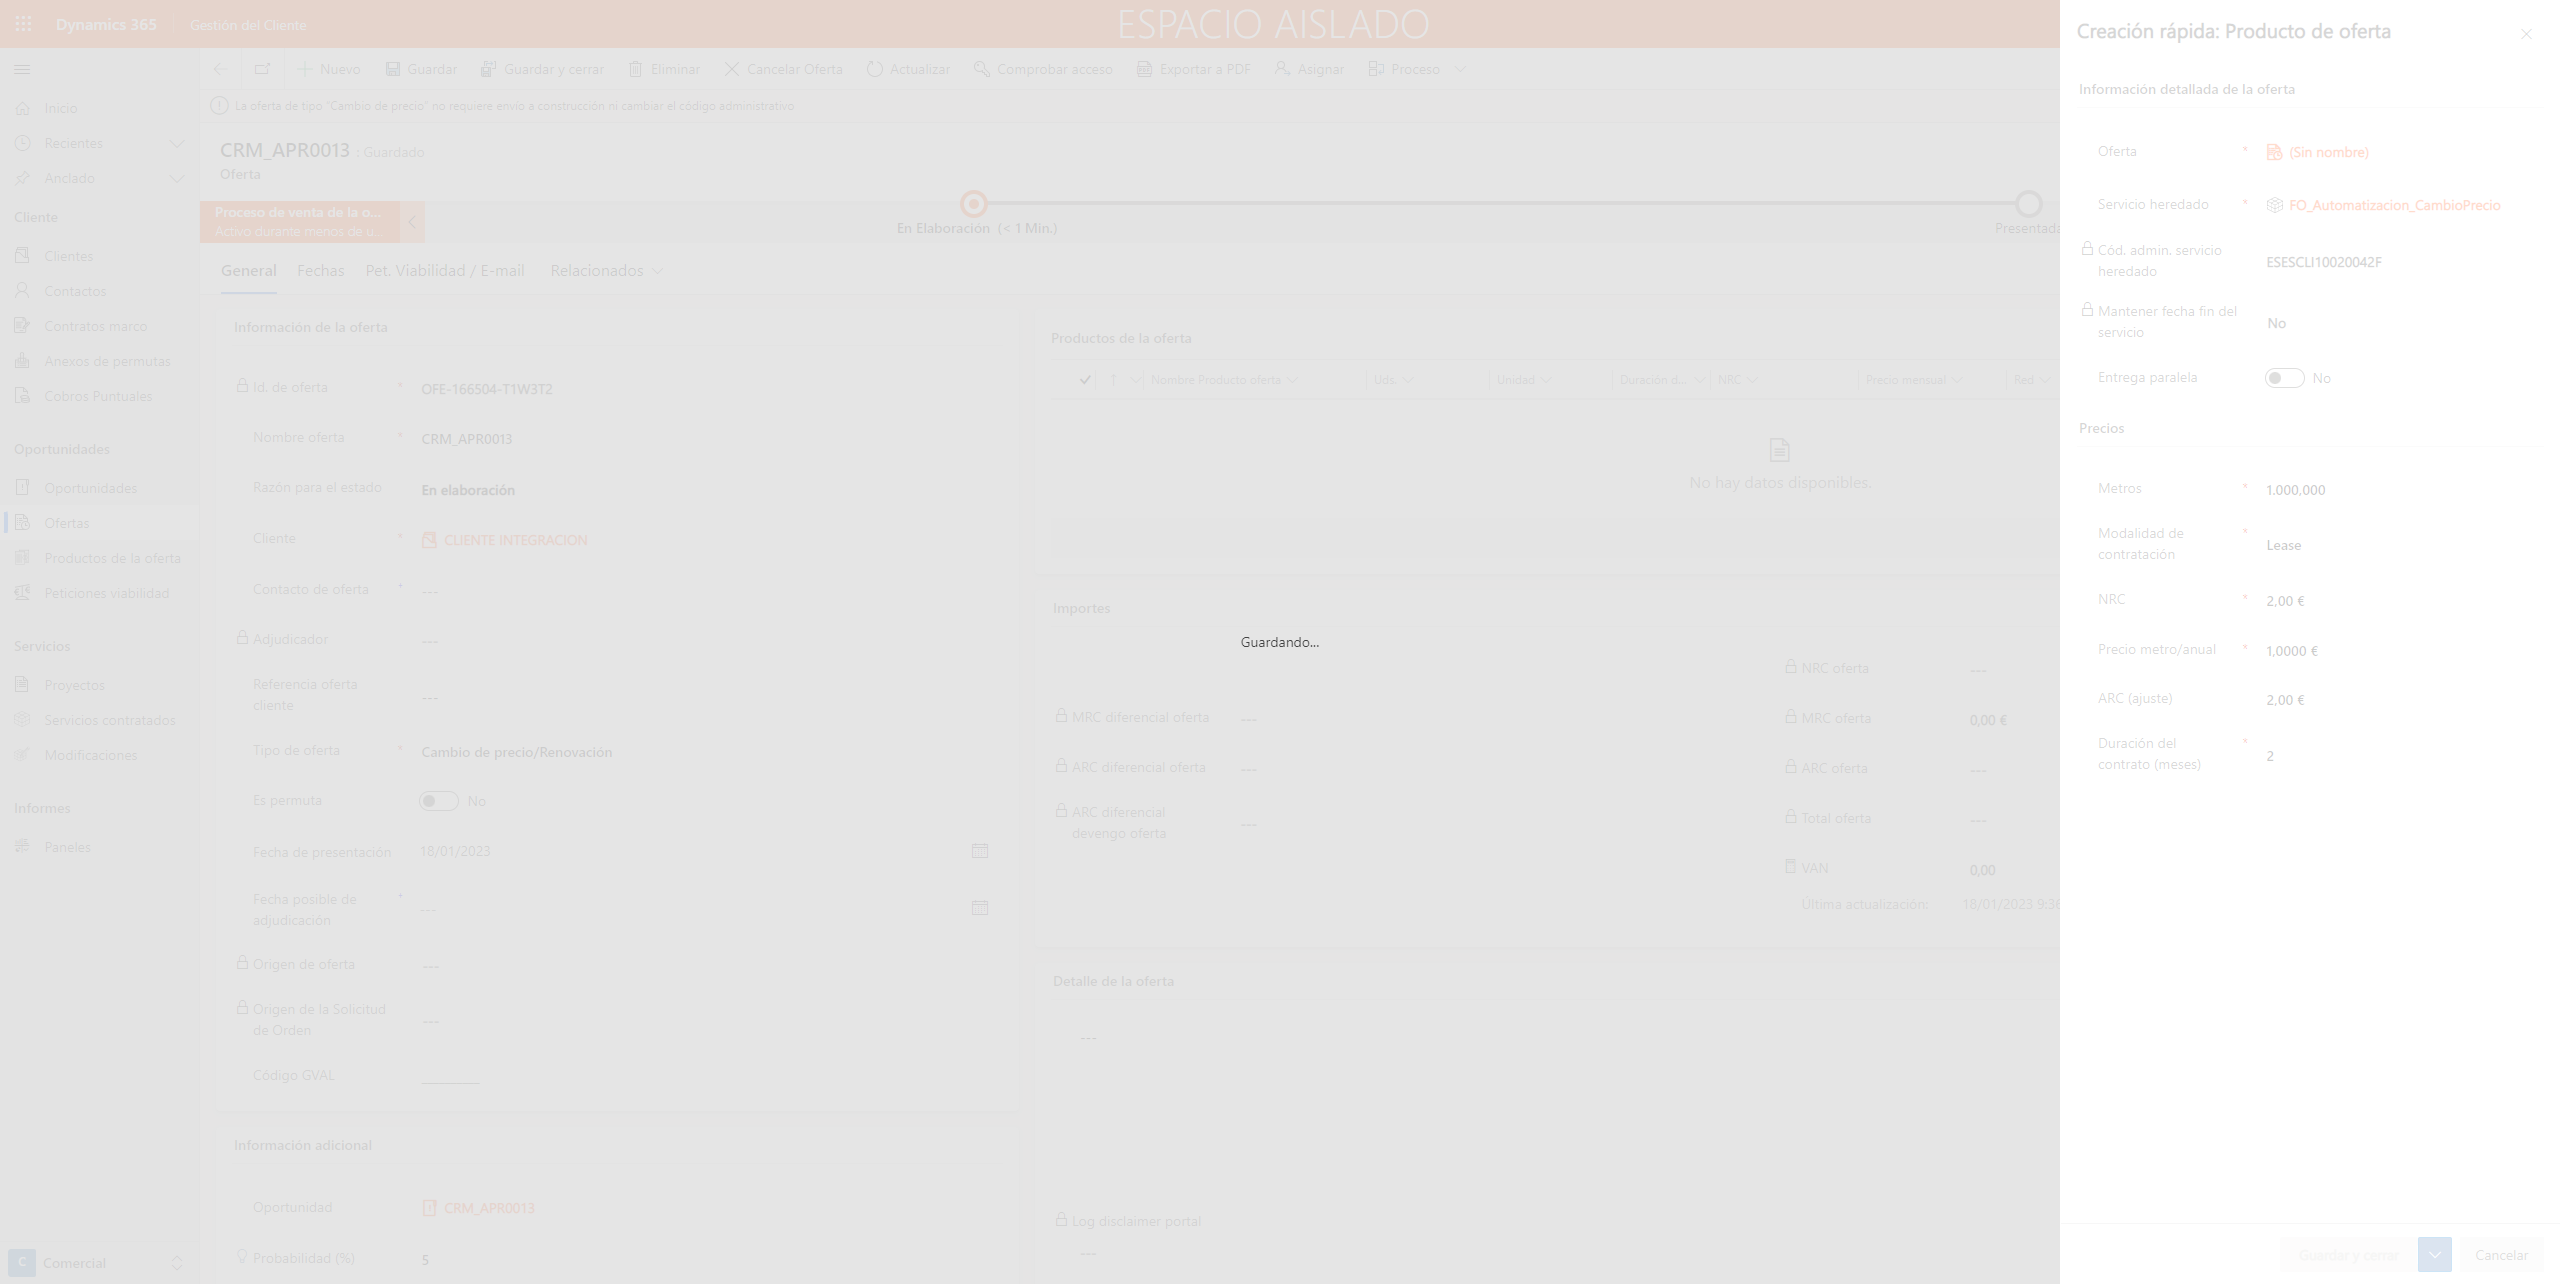 Dynamics 365
Gestión del Cliente
ESPACIO AISLADO
Nuevo
Guardar
Guardar y cerrar
Eliminar
Cancelar Oferta
Actualizar
Comprobar acceso
Exportar a PDF
Asignar
Proceso
La oferta de tipo "Cambio de precio" no requiere envío a construcción ni cambiar el código administrativo
Inicio
Recientes
Anclado
Cliente
Clientes
Contactos
Contratos marco
Anexos de permutas
Cobros Puntuales
Oportunidades
Oportunidades
Ofertas
Productos de la oferta
Peticiones viabilidad
Servicios
Proyectos
Servicios contratados
Modificaciones
Informes
Paneles
C Comercial
CRM_APR0013 : Guardado
Oferta
Proceso de venta de la o...
Activo durante menos de u...
En Elaboración (< 1 Min.)
Presentada
General
Fechas
Pet. Viabilidad / E-mail
Relacionados
Información de la oferta
Id. de oferta * OFE-166504-T1W3T2
Nombre oferta * CRM_APR0013
Razón para el estado En elaboración
Cliente * CLIENTE INTEGRACION
Contacto de oferta * ---
Adjudicador ---
Referencia oferta
cliente ---
Tipo de oferta * Cambio de precio/Renovación
Es permuta No
Fecha de presentación 18/01/2023
Fecha posible de
adjudicación * ---
Origen de oferta ---
Origen de la Solicitud
de Orden ---
Código GVAL
Información adicional
Oportunidad CRM_APR0013
Probabilidad (%) 5
Productos de la oferta
Nombre Producto oferta
Uds.
Unidad
Duración d...
NRC
Precio mensual
Red
No hay datos disponibles.
Importes
Guardando...
NRC oferta ---
MRC diferencial oferta ---
MRC oferta 0,00 €
ARC diferencial oferta ---
ARC oferta ---
ARC diferencial
devengo oferta ---
Total oferta ---
VAN 0,00
Última actualización: 18/01/2023 9:36
Detalle de la oferta
---
Log disclaimer portal
---
Creación rápida: Producto de oferta
Información detallada de la oferta
Oferta * (Sin nombre)
Servicio heredado * FO_Automatizacion_CambioPrecio
Cód. admin. servicio
heredado ESESCLI10020042F
Mantener fecha fin del
servicio No
Entrega paralela No
Precios
Metros * 1.000,000
Modalidad de
contratación * Lease
NRC * 2,00 €
Precio metro/anual * 1,0000 €
ARC (ajuste) 2,00 €
Duración del
contrato (meses) * 2
Guardar y cerrar
Cancelar